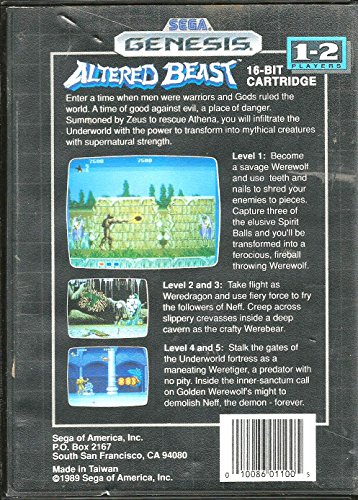 SEGA
GENESIS
1-2
PLAYERS
ALTERED BEAST™
16-BIT
CARTRIDGE
Enter a time when men were warriors and Gods ruled the
world. A time of good against evil, a place of danger.
Summoned by Zeus to rescue Athena, you will infiltrate the
Underworld with the power to transform into mythical creatures
with supernatural strength.
Level 1: Become
a savage Werewolf
and use teeth and
nails to shred your
enemies to pieces.
Capture three of
the elusive Spirit
Balls and you'll be
transformed into a
ferocious, fireball
throwing Werewolf.
Level 2 and 3: Take flight as
Weredragon and use fiery force to fry
the followers of Neff. Creep across
slippery crevasses inside a deep
cavern as the crafty Werebear.
Level 4 and 5: Stalk the gates of
the Underworld fortress as a
maneating Weretiger, a predator with
no pity. Inside the inner-sanctum call
on Golden Werewolf's might to
demolish Neff, the demon - forever.
Sega of America, Inc.
P.O. Box 2167
South San Francisco, CA 94080
Made in Taiwan
©1989 Sega of America, Inc.
0 10086 01100 5